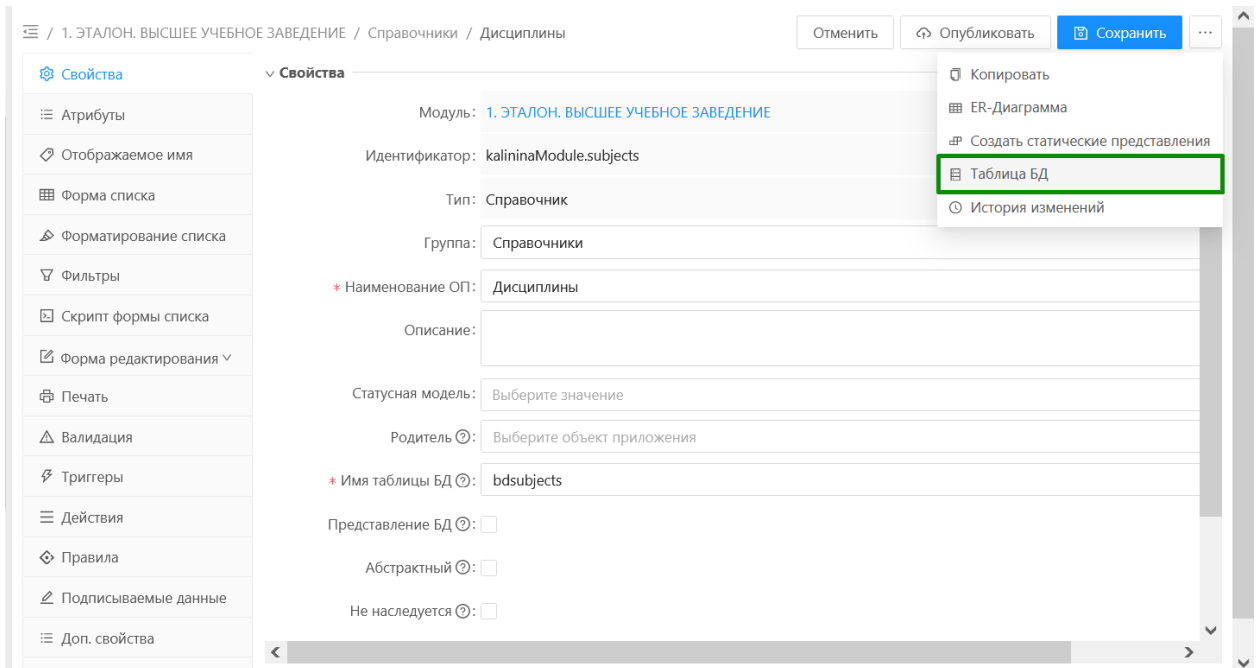 / 1. ЭТАЛОН. ВЫСШЕЕ УЧЕБНОЕ ЗАВЕДЕНИЕ / Справочники / Дисциплины
Отменить
Опубликовать
Сохранить
...
Копировать
ER-Диаграмма
Создать статические представления
Таблица БД
История изменений
Свойства
Атрибуты
Отображаемое имя
Форма списка
Форматирование списка
Фильтры
Скрипт формы списка
Форма редактирования
Печать
Валидация
Триггеры
Действия
Правила
Подписываемые данные
Доп. свойства
Свойства
Модуль: 1. ЭТАЛОН. ВЫСШЕЕ УЧЕБНОЕ ЗАВЕДЕНИЕ
Идентификатор: kalininaModule.subjects
Тип: Справочник
Группа: Справочники
* Наименование ОП: Дисциплины
Описание:
Статусная модель: Выберите значение
Родитель ?: Выберите объект приложения
* Имя таблицы БД ?: bdsubjects
Представление БД ?:
Абстрактный ?:
Не наследуется ?: